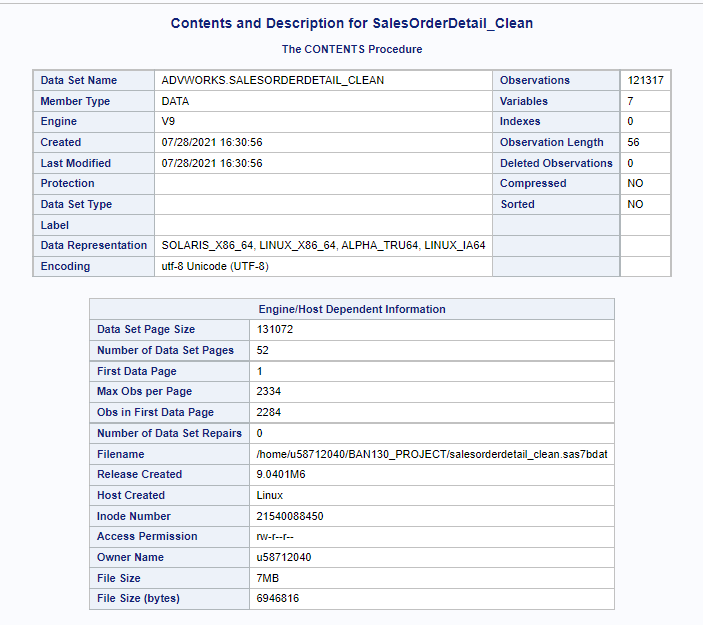 Contents and Description for SalesOrderDetail_Clean
The CONTENTS Procedure
Data Set Name ADVWORKS.SALESORDERDETAIL_CLEAN Observations 121317
Member Type DATA Variables 7
Engine V9 Indexes 0
Created 07/28/2021 16:30:56 Observation Length 56
Last Modified 07/28/2021 16:30:56 Deleted Observations 0
Protection Compressed NO
Data Set Type Sorted NO
Label
Data Representation SOLARIS_X86_64, LINUX_X86_64, ALPHA_TRU64, LINUX_IA64
Encoding utf-8 Unicode (UTF-8)
Engine/Host Dependent Information
Data Set Page Size 131072
Number of Data Set Pages 52
First Data Page 1
Max Obs per Page 2334
Obs in First Data Page 2284
Number of Data Set Repairs 0
Filename /home/u58712040/BAN130_PROJECT/salesorderdetail_clean.sas7bdat
Release Created 9.0401M6
Host Created Linux
Inode Number 21540088450
Access Permission rw-r--r--
Owner Name u58712040
File Size 7MB
File Size (bytes) 6946816